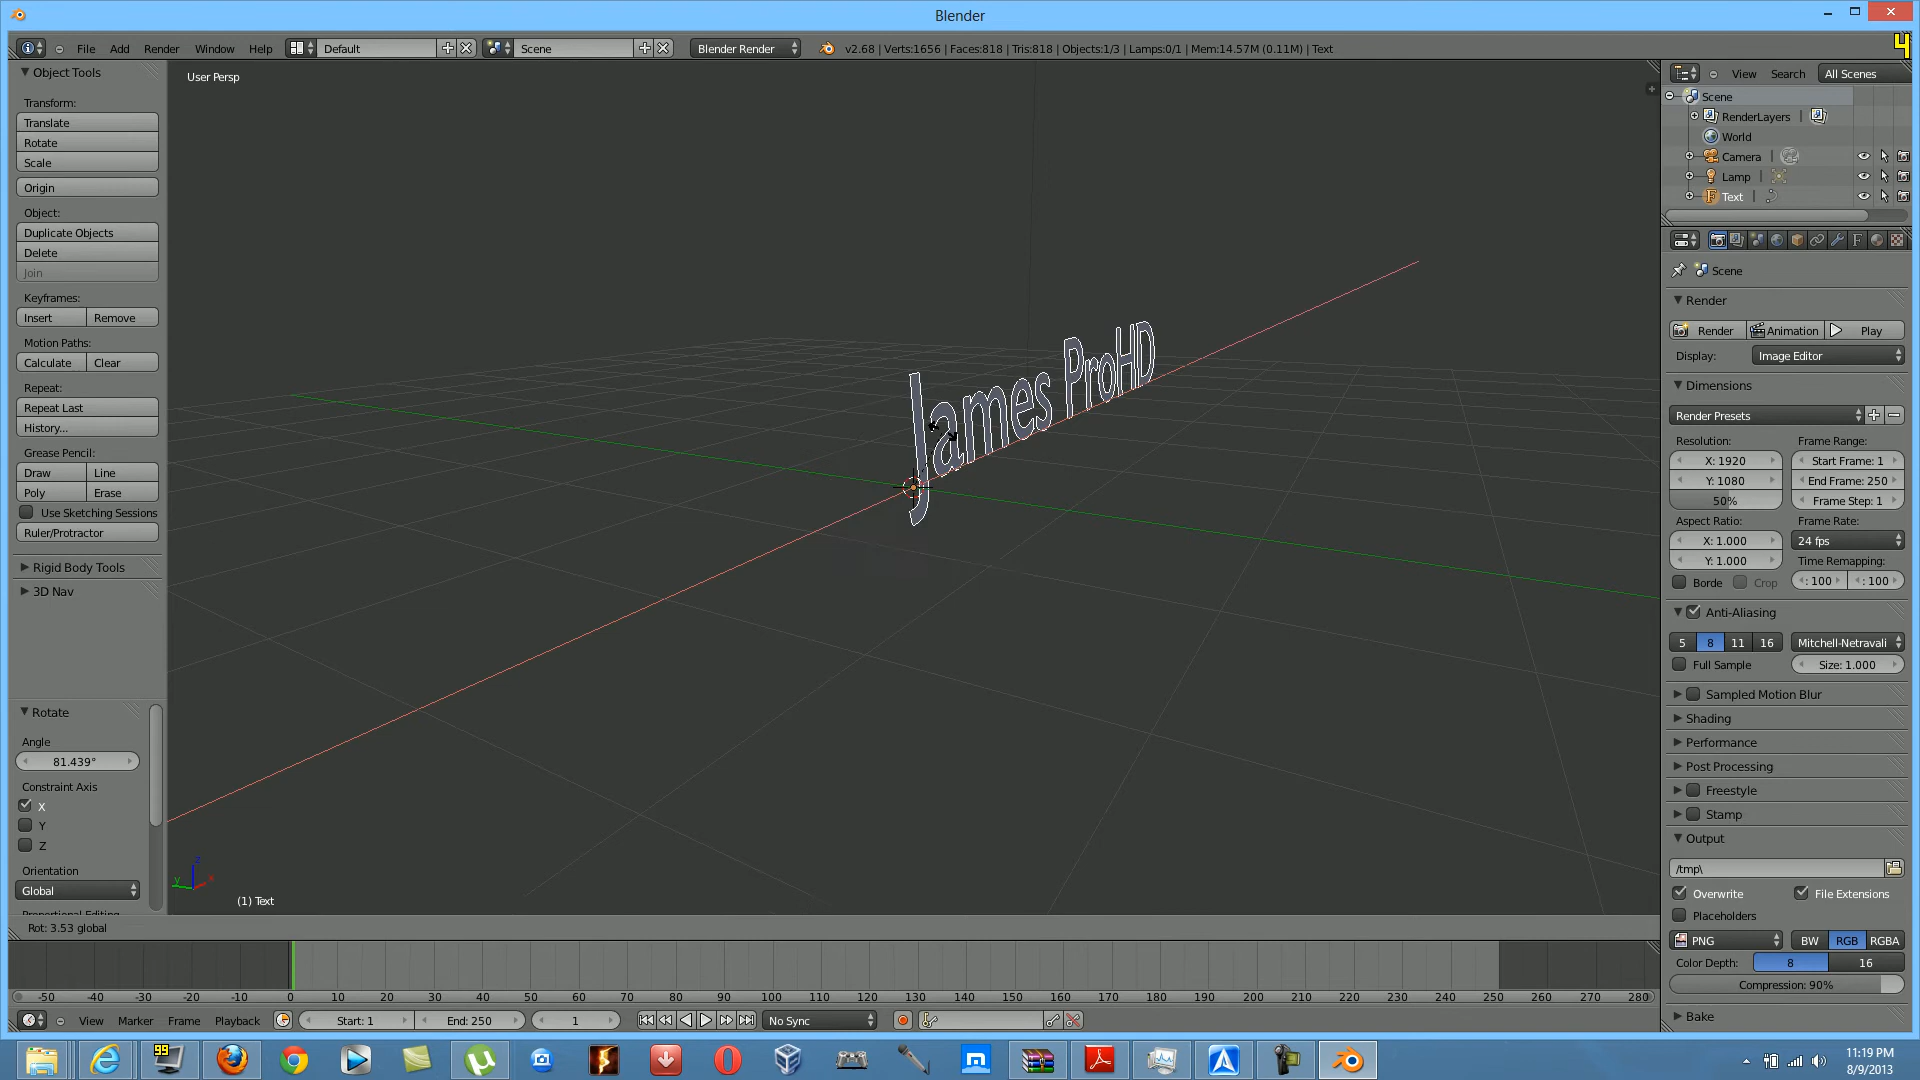 Blender
File Add Render Window Help Default Scene Blender Render v2.68 | Verts:1656 | Faces:818 | Tris:818 | Objects:1/3 | Lamps:0/1 | Mem:14.57M (0.11M) | Text
4
Object Tools
Transform:
Translate
Rotate
Scale
Origin
Object:
Duplicate Objects
Delete
Join
Keyframes:
Insert Remove
Motion Paths:
Calculate Clear
Repeat:
Repeat Last
History...
Grease Pencil:
Draw Line
Poly Erase
Use Sketching Sessions
Ruler/Protractor
Rigid Body Tools
3D Nav
Rotate
Angle
81.439°
Constraint Axis
X
Y
Z
Orientation
Global
User Persp
James ProHD
z
y x
(1) Text
Rot: 3.53 global
View Search All Scenes
Scene
RenderLayers |
World
Camera |
Lamp |
Text |
Scene
Render
Render Animation Play
Display: Image Editor
Dimensions
Render Presets
Resolution: Frame Range:
X: 1920 Start Frame: 1
Y: 1080 End Frame: 250
50% Frame Step: 1
Aspect Ratio: Frame Rate:
X: 1.000 24 fps
Y: 1.000 Time Remapping:
Borde Crop : 100 : 100
Anti-Aliasing
5 8 11 16 Mitchell-Netravali
Full Sample Size: 1.000
Sampled Motion Blur
Shading
Performance
Post Processing
Freestyle
Stamp
Output
/tmp\
Overwrite File Extensions
Placeholders
PNG BW RGB RGBA
Color Depth: 8 16
Compression: 90%
Bake
-50 -40 -30 -20 -10 0 10 20 30 40 50 60 70 80 90 100 110 120 130 140 150 160 170 180 190 200 210 220 230 240 250 260 270 280
View Marker Frame Playback Start: 1 End: 250 1 No Sync
99
11:19 PM
8/9/2013